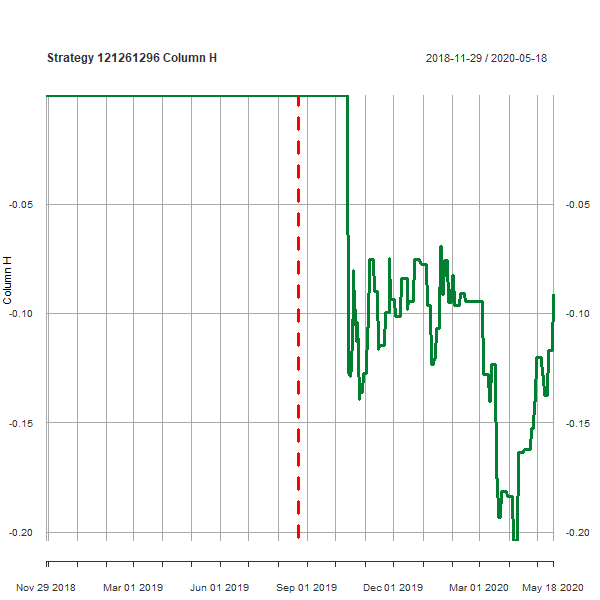 Strategy 121261296 Column H
2018-11-29 / 2020-05-18
-0.05
-0.05
Column H
-0.10
-0.10
-0.15
-0.15
-0.20
-0.20
Nov 29 2018
Mar 01 2019
Jun 01 2019
Sep 01 2019
Dec 01 2019
Mar 01 2020
May 18 2020